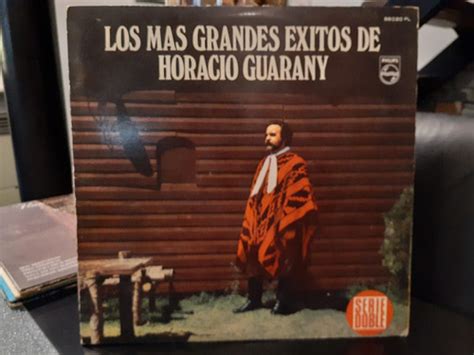 LOS MAS GRANDES EXITOS DE
HORACIO GUARANY
PHILIPS
SERIE
DOBLE